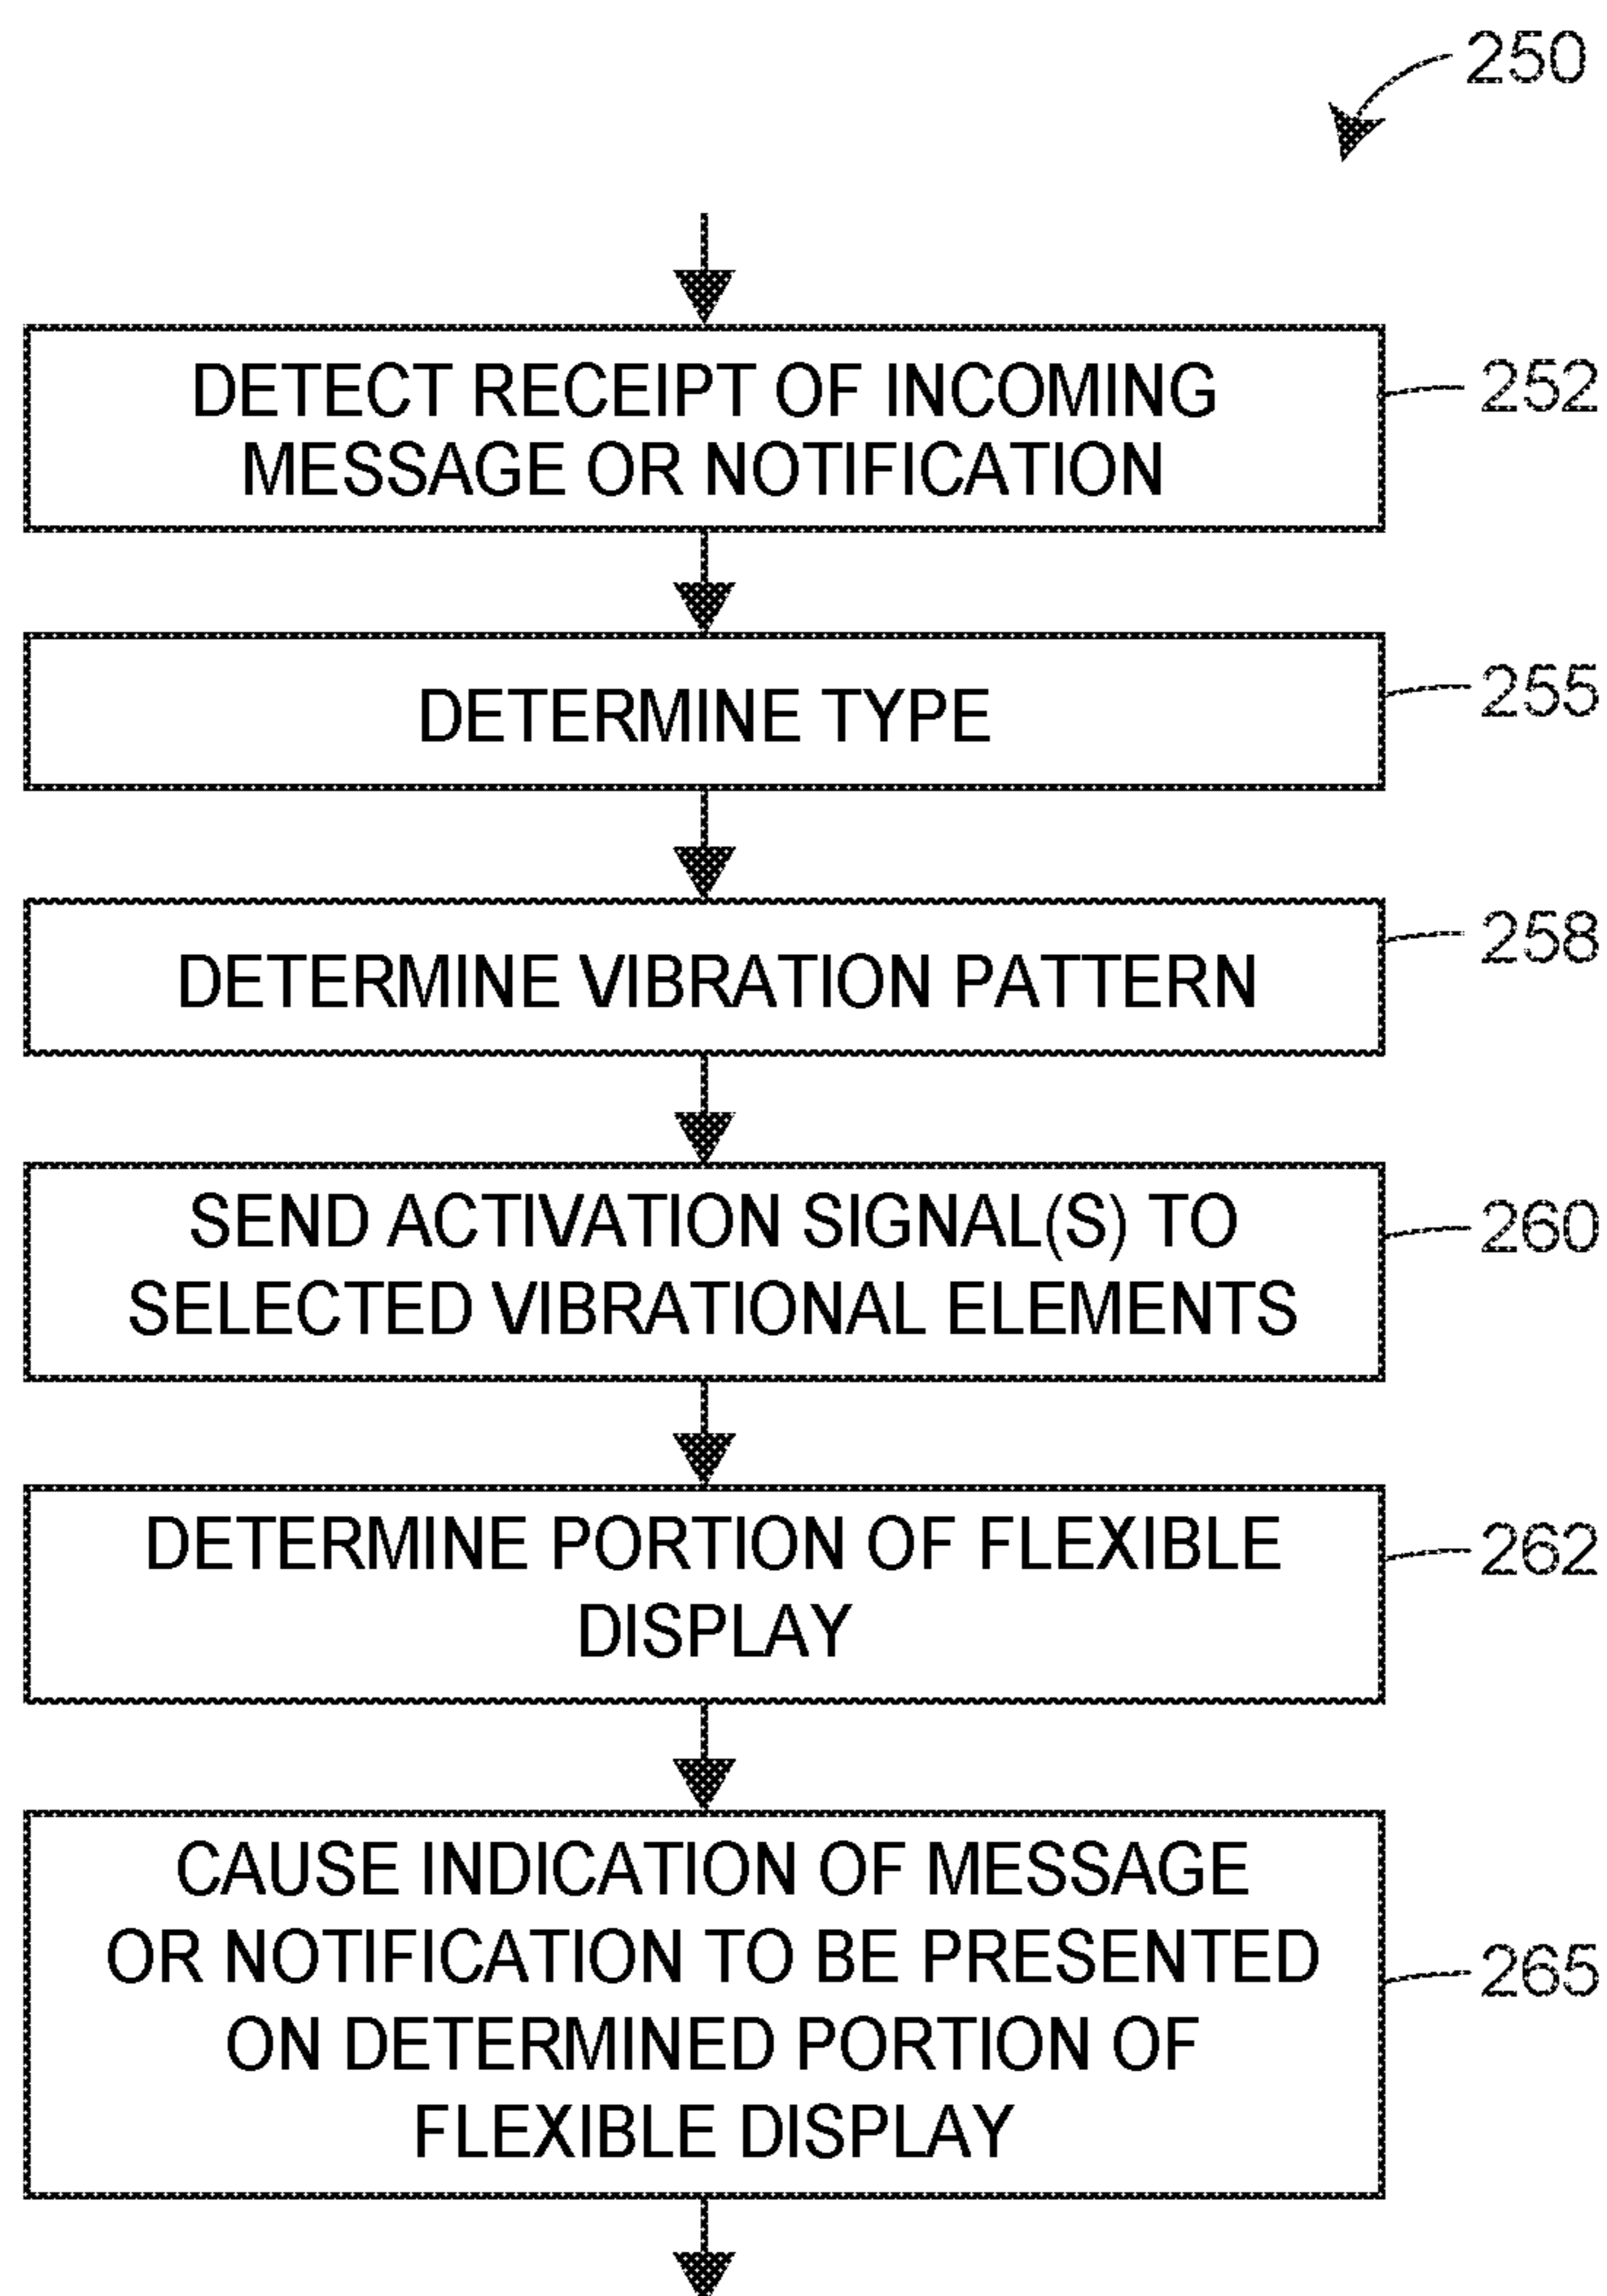 250
DETECT RECEIPT OF INCOMING
MESSAGE OR NOTIFICATION
252
DETERMINE TYPE
255
DETERMINE VIBRATION PATTERN
258
SEND ACTIVATION SIGNAL(S) TO
SELECTED VIBRATIONAL ELEMENTS
260
DETERMINE PORTION OF FLEXIBLE
DISPLAY
262
CAUSE INDICATION OF MESSAGE
OR NOTIFICATION TO BE PRESENTED
ON DETERMINED PORTION OF
FLEXIBLE DISPLAY
265